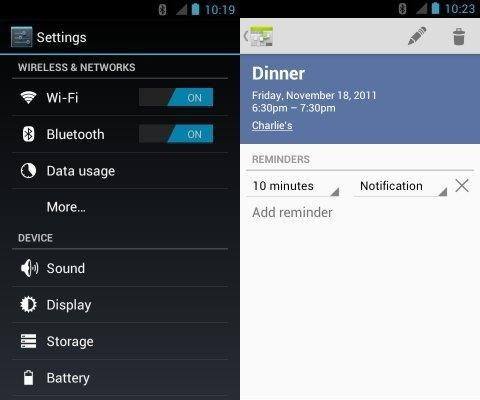 10:19
Settings
WIRELESS & NETWORKS
Wi-Fi
ON
Bluetooth
ON
Data usage
More...
DEVICE
Sound
Display
Storage
Battery
10:23
Dinner
Friday, November 18, 2011
6:30pm – 7:30pm
Charlie's
REMINDERS
10 minutes
Notification
Add reminder